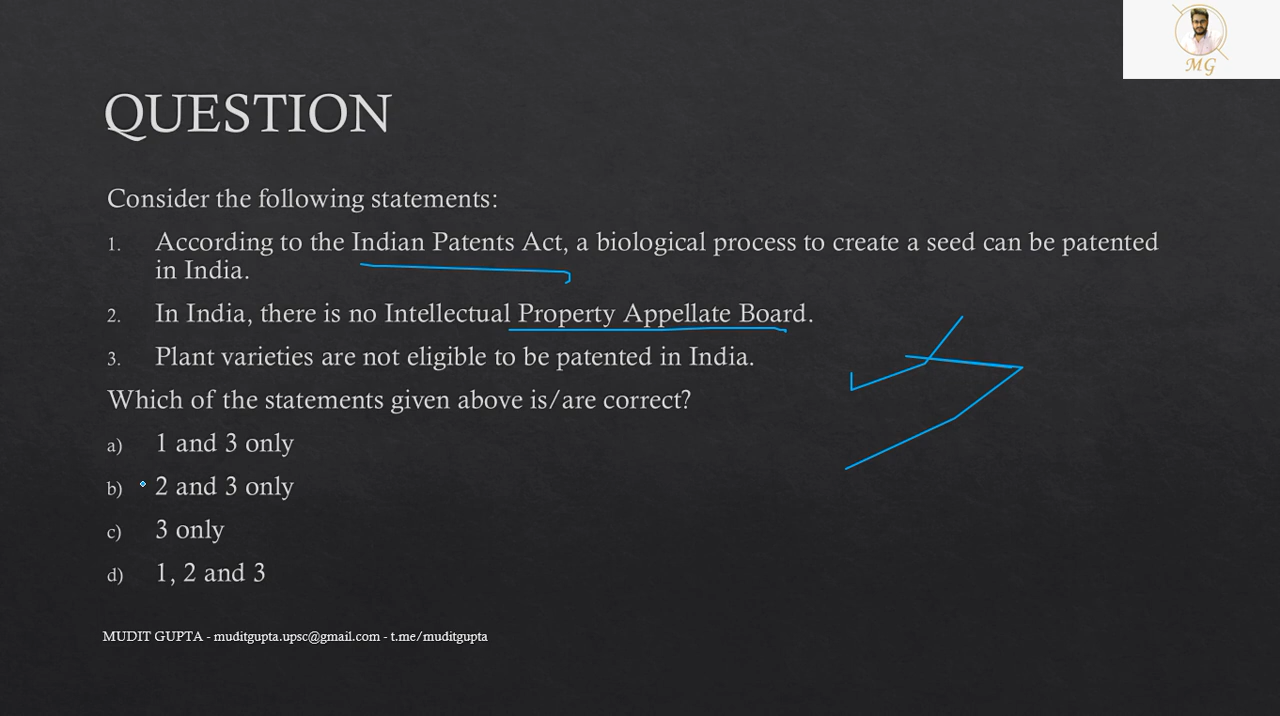 MG
QUESTION
Consider the following statements:
1. According to the Indian Patents Act, a biological process to create a seed can be patented
in India.
2. In India, there is no Intellectual Property Appellate Board.
3. Plant varieties are not eligible to be patented in India.
Which of the statements given above is/are correct?
a) 1 and 3 only
b) 2 and 3 only
c) 3 only
d) 1, 2 and 3
MUDIT GUPTA - muditgupta.upsc@gmail.com - t.me/muditgupta